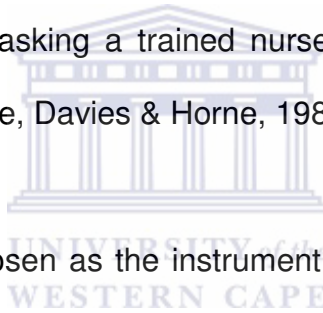 asking a trained nurse
e, Davies & Horne, 198
UNIVERSITY of the
osen as the instrument
WESTERN CAPE